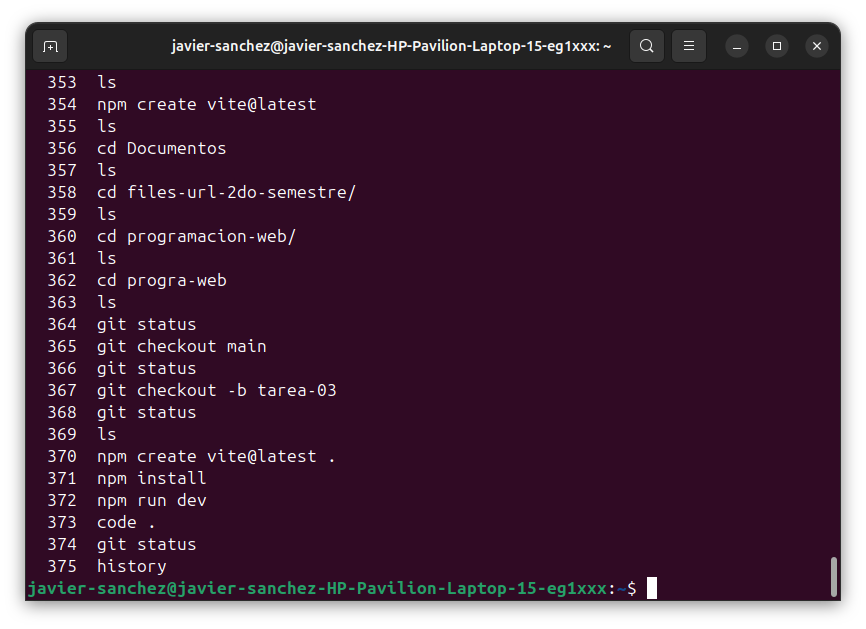 javier-sanchez@javier-sanchez-HP-Pavilion-Laptop-15-eg1xxx: ~
353  ls
354  npm create vite@latest
355  ls
356  cd Documentos
357  ls
358  cd files-url-2do-semestre/
359  ls
360  cd programacion-web/
361  ls
362  cd progra-web
363  ls
364  git status
365  git checkout main
366  git status
367  git checkout -b tarea-03
368  git status
369  ls
370  npm create vite@latest .
371  npm install
372  npm run dev
373  code .
374  git status
375  history
javier-sanchez@javier-sanchez-HP-Pavilion-Laptop-15-eg1xxx:~$